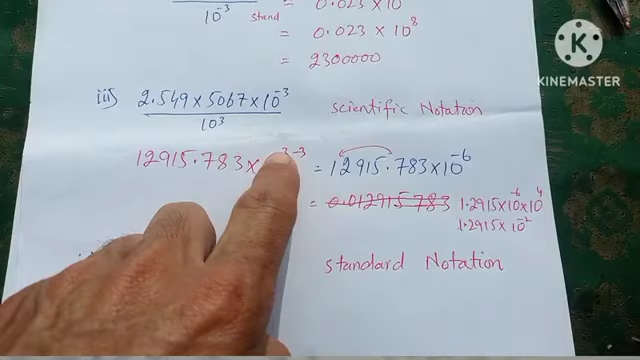 = 0.023 × 10
10⁻³
stand = 0.023 × 10⁸
= 2300000
KINEMASTER
iii) 2.549×5067×10⁻³ / 10³ Scientific Notation
12915.783× ⁻³⁻³ = 12915.783×10⁻⁶
= 0.012915783 1.2915×10⁻⁶×10⁴
1.2915×10⁻²
standard Notation